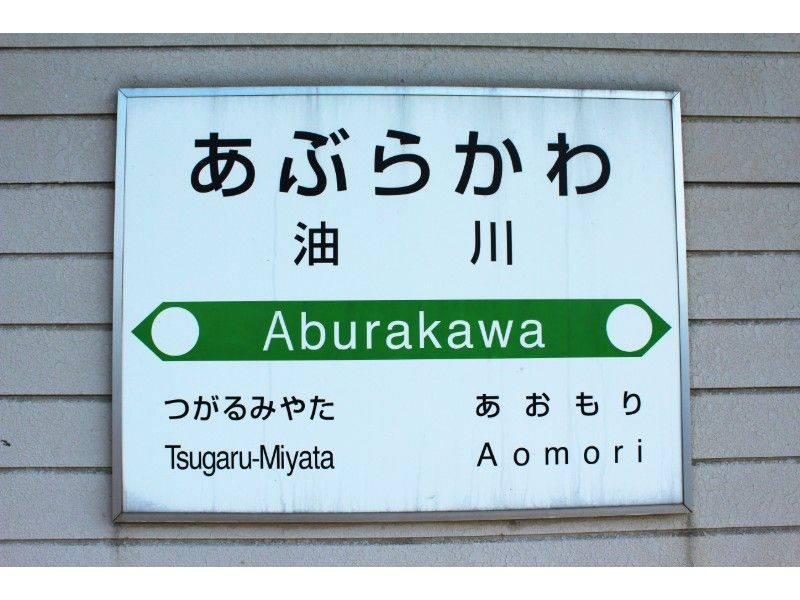 あぶらかわ
油川
Aburakawa
つがるみやた あおもり
Tsugaru-Miyata Aomori